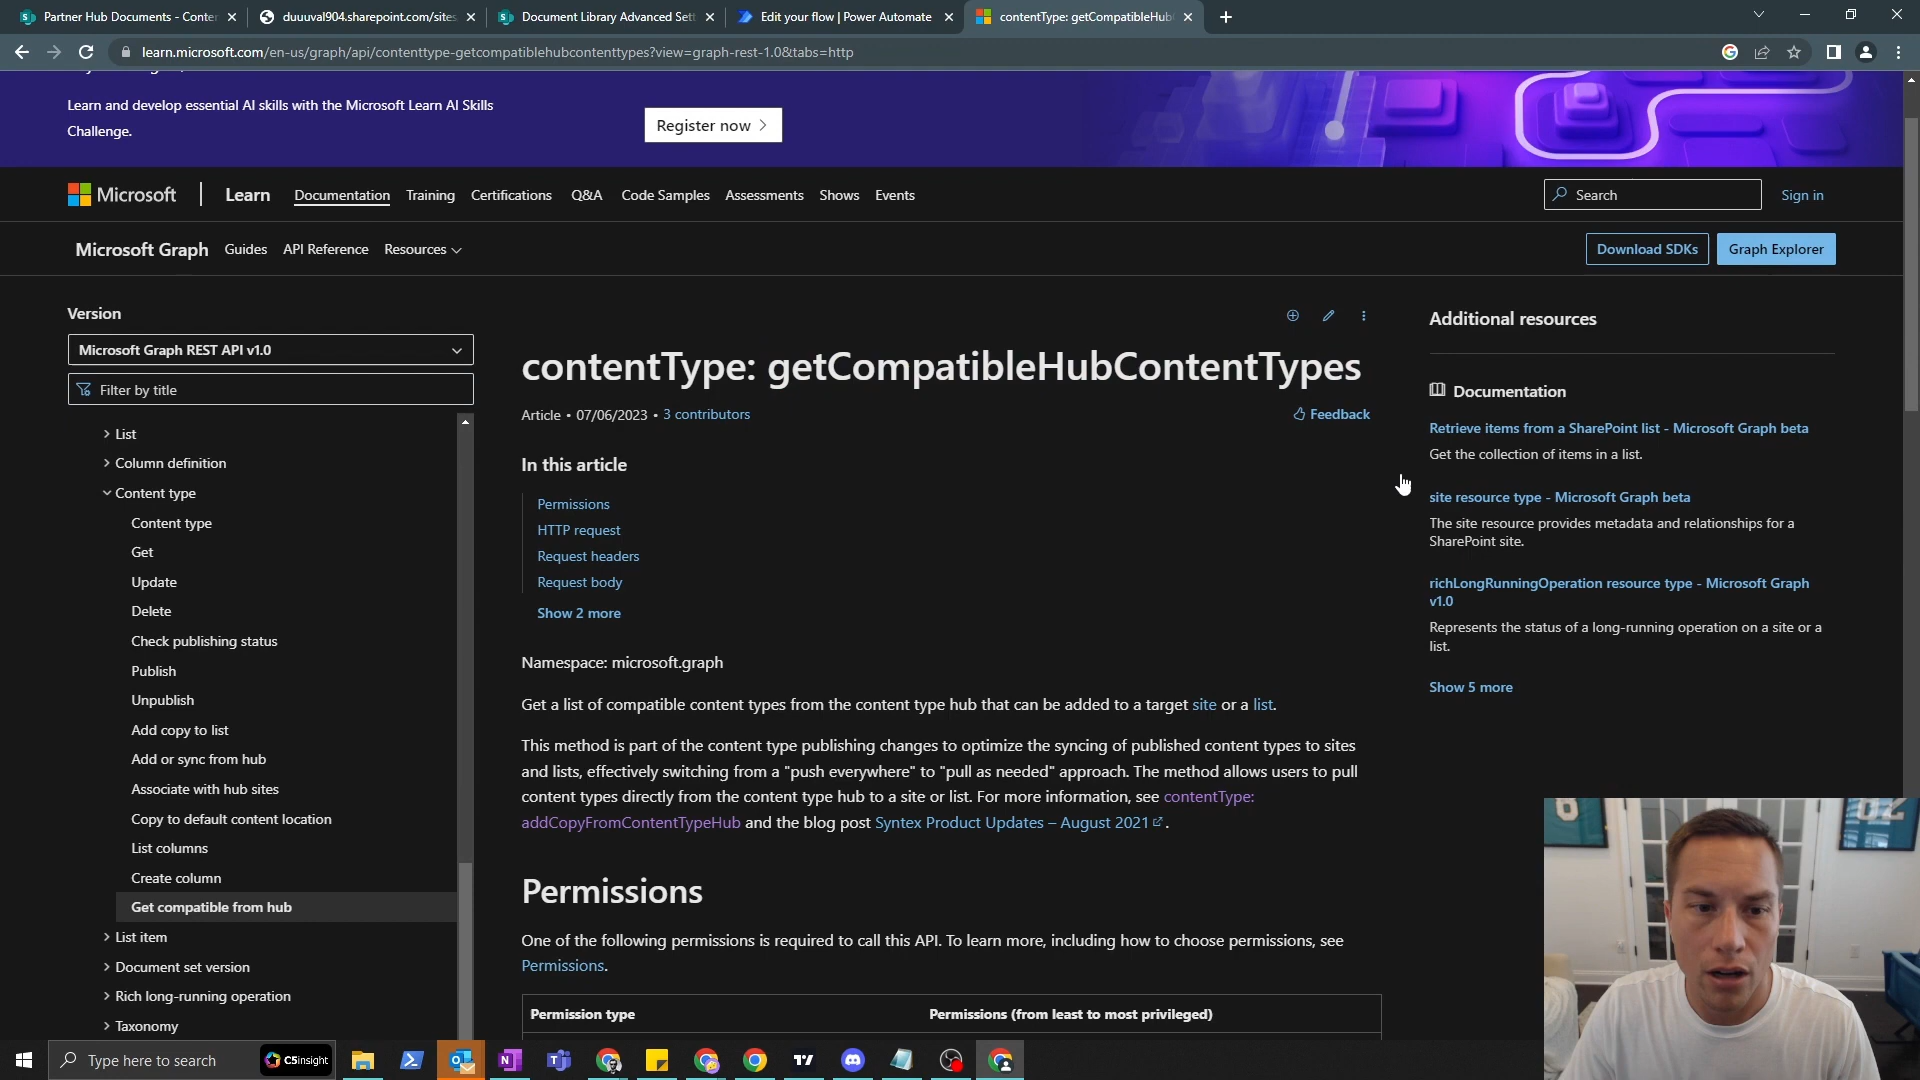 Partner Hub Documents - Conter
duuuval904.sharepoint.com/sites
Document Library Advanced Sett
Edit your flow | Power Automate
contentType: getCompatibleHub
learn.microsoft.com/en-us/graph/api/contenttype-getcompatiblehubcontenttypes?view=graph-rest-1.0&tabs=http
Learn and develop essential AI skills with the Microsoft Learn AI Skills
Challenge.
Register now >
Microsoft
Learn
Documentation
Training
Certifications
Q&A
Code Samples
Assessments
Shows
Events
Search
Sign in
Microsoft Graph
Guides
API Reference
Resources
Download SDKs
Graph Explorer
Version
Microsoft Graph REST API v1.0
Filter by title
List
Column definition
Content type
Content type
Get
Update
Delete
Check publishing status
Publish
Unpublish
Add copy to list
Add or sync from hub
Associate with hub sites
Copy to default content location
List columns
Create column
Get compatible from hub
List item
Document set version
Rich long-running operation
Taxonomy
contentType: getCompatibleHubContentTypes
Article • 07/06/2023 • 3 contributors
Feedback
In this article
Permissions
HTTP request
Request headers
Request body
Show 2 more
Namespace: microsoft.graph
Get a list of compatible content types from the content type hub that can be added to a target site or a list.
This method is part of the content type publishing changes to optimize the syncing of published content types to sites
and lists, effectively switching from a "push everywhere" to "pull as needed" approach. The method allows users to pull
content types directly from the content type hub to a site or list. For more information, see contentType:
addCopyFromContentTypeHub and the blog post Syntex Product Updates – August 2021.
Permissions
One of the following permissions is required to call this API. To learn more, including how to choose permissions, see
Permissions.
Permission type
Permissions (from least to most privileged)
Additional resources
Documentation
Retrieve items from a SharePoint list - Microsoft Graph beta
Get the collection of items in a list.
site resource type - Microsoft Graph beta
The site resource provides metadata and relationships for a
SharePoint site.
richLongRunningOperation resource type - Microsoft Graph
v1.0
Represents the status of a long-running operation on a site or a
list.
Show 5 more
Type here to search
C5insight